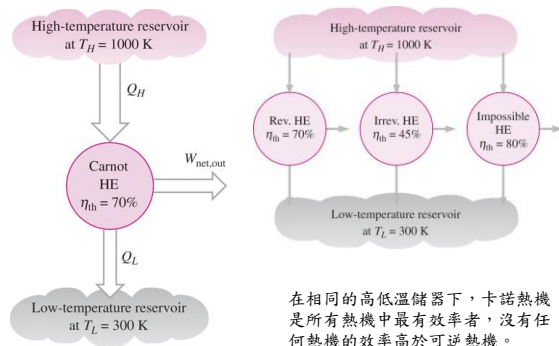 High-temperature reservoir
at T_H = 1000 K
Q_H
Carnot
HE
η_th = 70%
W_net,out
Q_L
Low-temperature reservoir
at T_L = 300 K
High-temperature reservoir
at T_H = 1000 K
Rev. HE
η_th = 70%
Irrev. HE
η_th = 45%
Impossible
HE
η_th = 80%
Low-temperature reservoir
at T_L = 300 K
在相同的高低溫儲器下，卡諾熱機
是所有熱機中最有效率者，沒有任
何熱機的效率高於可逆熱機。